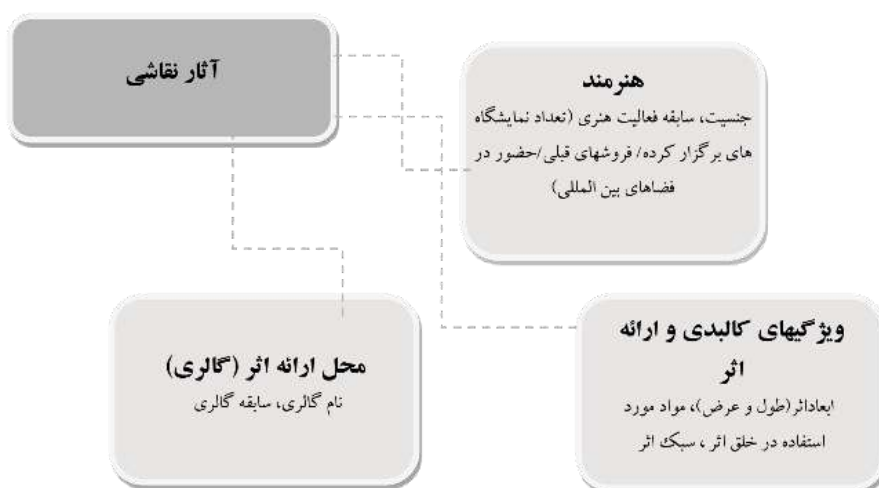 آثار نقاشی
هنرمند
جنسیت، سابقه فعالیت هنری (تعداد نمایشگاه
های برگزار کرده/ فروشهای قبلی/حضور در
فضاهای بین المللی)
ویژگیهای کالبدی و ارائه
اثر
ابعاداثر(طول و عرض)، مواد مورد
استفاده در خلق اثر ، سبک اثر
محل ارائه اثر (گالری)
نام گالری، سابقه گالری